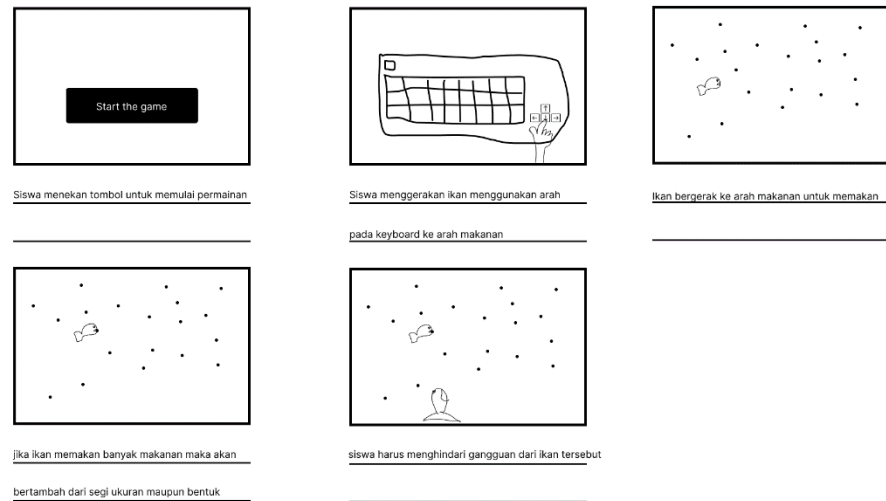 Start the game
Siswa menekan tombol untuk memulai permainan
Siswa menggerakan ikan menggunakan arah
pada keyboard ke arah makanan
Ikan bergerak ke arah makanan untuk memakan
jika ikan memakan banyak makanan maka akan
bertambah dari segi ukuran maupun bentuk
siswa harus menghindari gangguan dari ikan tersebut